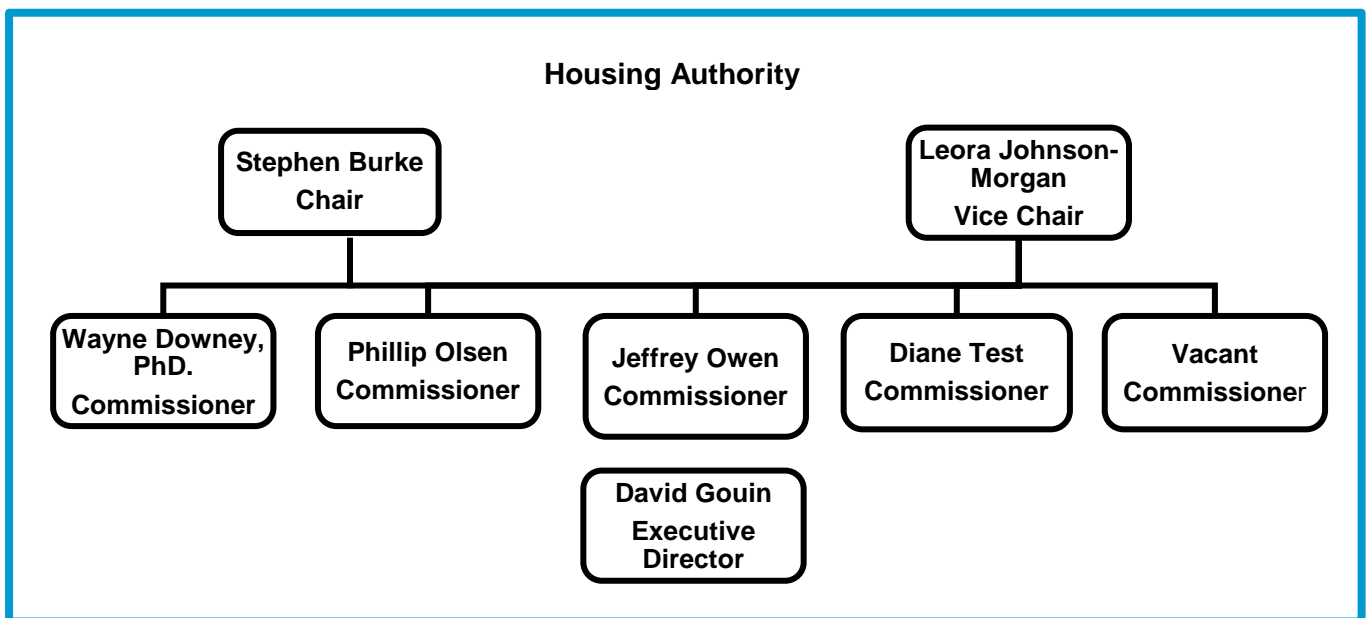 Housing Authority
Stephen Burke
Chair
Leora Johnson-
Morgan
Vice Chair
Wayne Downey,
PhD.
Commissioner
Phillip Olsen
Commissioner
Jeffrey Owen
Commissioner
Diane Test
Commissioner
Vacant
Commissioner
David Gouin
Executive
Director